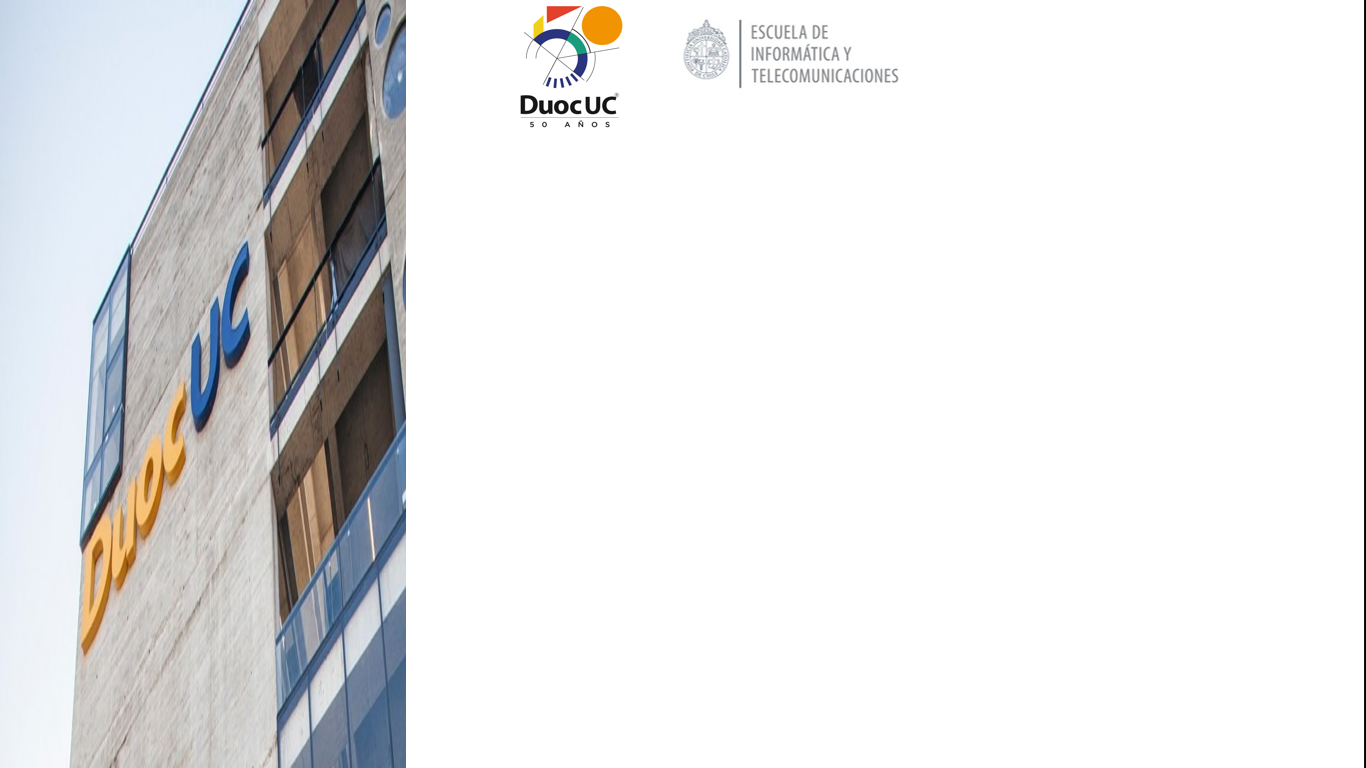 DuocUC
DuocUC®
50 AÑOS
ESCUELA DE
INFORMÁTICA Y
TELECOMUNICACIONES